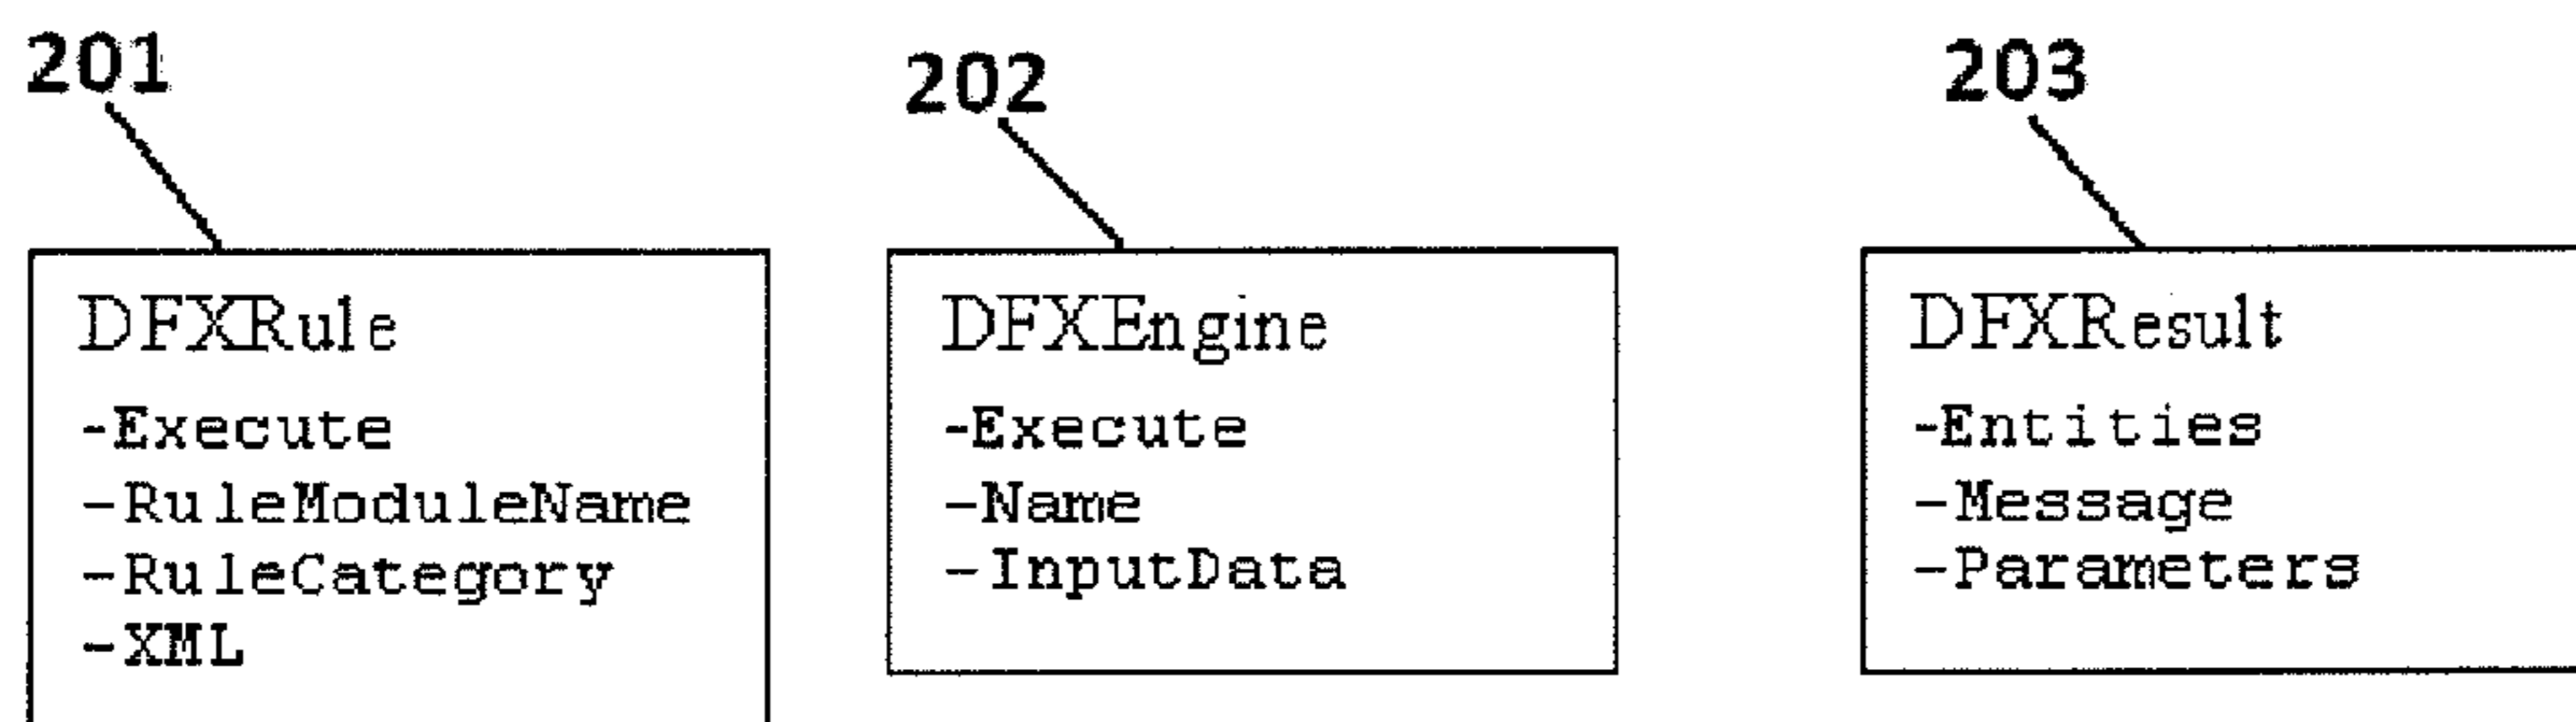 201
202
203
DFXRule
-Execute
-RuleModuleName
-RuleCategory
-XML
DFXEngine
-Execute
-Name
-InputData
DFXResult
-Entities
-Message
-Parameters